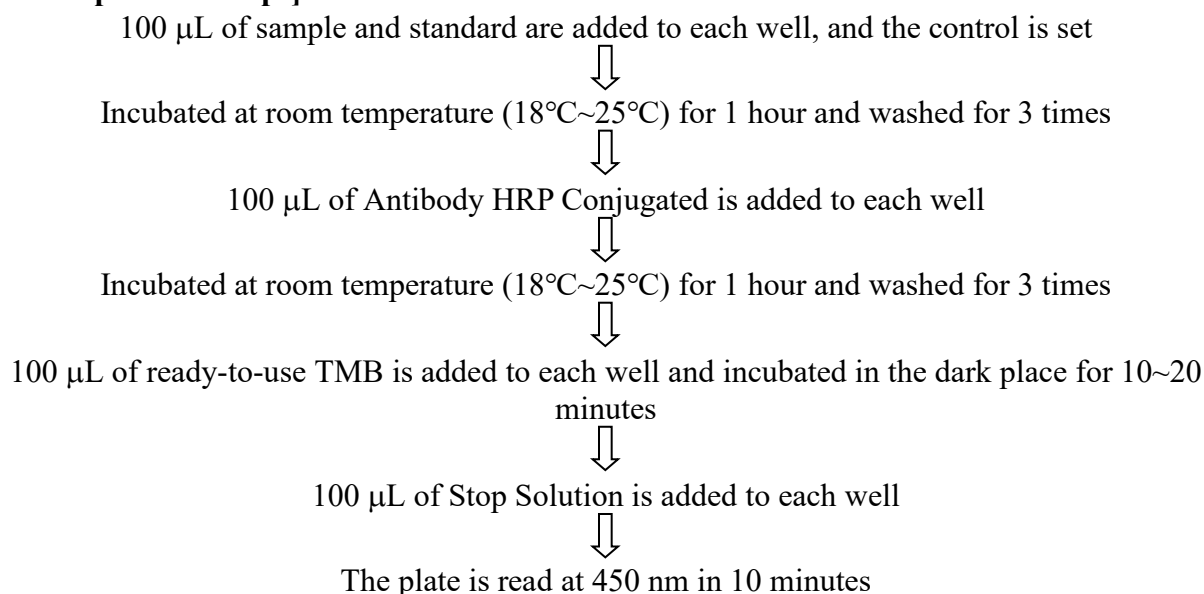 100 μL of sample and standard are added to each well, and the control is set
Incubated at room temperature (18℃~25℃) for 1 hour and washed for 3 times
100 μL of Antibody HRP Conjugated is added to each well
Incubated at room temperature (18℃~25℃) for 1 hour and washed for 3 times
100 μL of ready-to-use TMB is added to each well and incubated in the dark place for 10~20
minutes
100 μL of Stop Solution is added to each well
The plate is read at 450 nm in 10 minutes